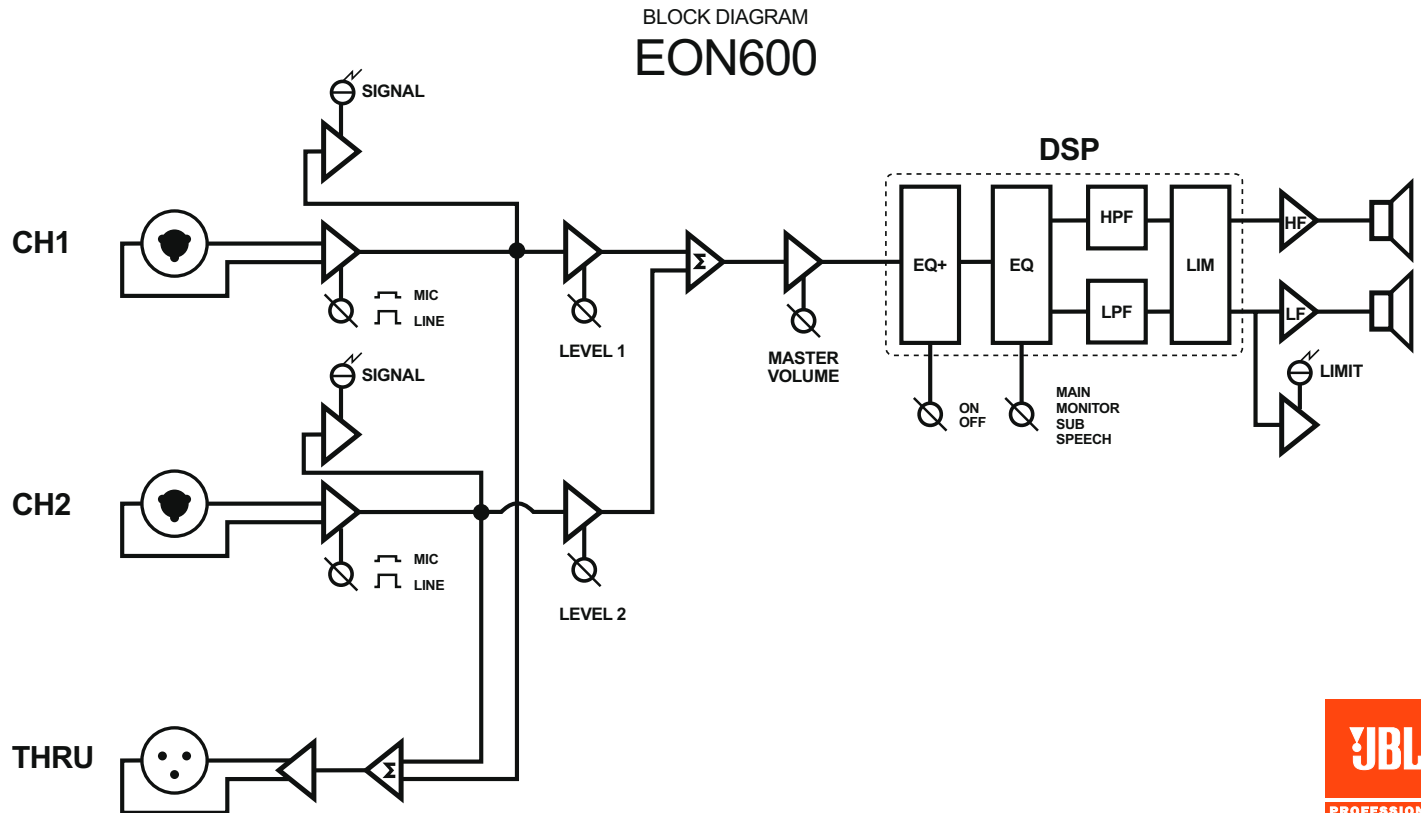 BLOCK DIAGRAM
EON600
SIGNAL
DSP
CH1
MIC
LINE
LEVEL 1
Σ
MASTER
VOLUME
EQ+
EQ
HPF
LPF
LIM
HF
LF
ON
OFF
MAIN
MONITOR
SUB
SPEECH
LIMIT
SIGNAL
CH2
MIC
LINE
LEVEL 2
THRU
Σ
JBL
PROFESSION